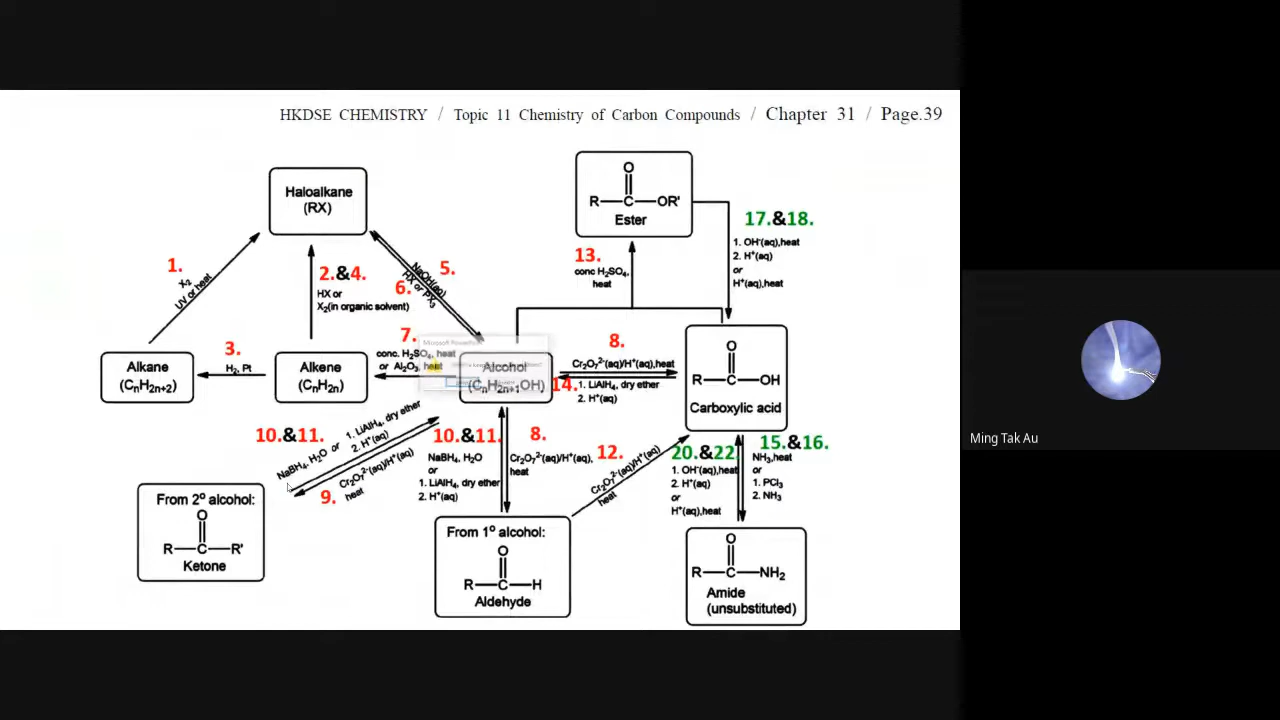 HKDSE CHEMISTRY / Topic 11 Chemistry of Carbon Compounds / Chapter 31 / Page.39
Haloalkane
(RX)
O
R—C—OR'
Ester
17.&18.
1. OH⁻(aq),heat
2. H⁺(aq)
or
H⁺(aq),heat
13.
conc H₂SO₄,
heat
1.
X₂
UV or heat
2.&4.
HX or
X₂(in organic solvent)
5.
NaOH(aq)
6.
HX or PX₃
7.
conc. H₂SO₄, heat
or Al₂O₃, heat
3.
H₂, Pt
Alkane
(CₙH₂ₙ₊₂)
Alkene
(CₙH₂ₙ)
Microsoft PowerPoint
Alcohol
(CₙH₂ₙ₊₁OH)
8.
Cr₂O₇²⁻(aq)/H⁺(aq),heat
14.
1. LiAlH₄, dry ether
2. H⁺(aq)
O
R—C—OH
Carboxylic acid
10.&11.
NaBH₄, H₂O or
1. LiAlH₄, dry ether
2. H⁺(aq)
9.
Cr₂O₇²⁻(aq)/H⁺(aq)
heat
10.&11.
NaBH₄, H₂O
or
1. LiAlH₄, dry ether
2. H⁺(aq)
8.
Cr₂O₇²⁻(aq)/H⁺(aq),
heat
12.
Cr₂O₇²⁻(aq)/H⁺(aq)
heat
20.&22
1. OH⁻(aq),heat
2. H⁺(aq)
or
H⁺(aq),heat
15.&16.
NH₃,heat
or
1. PCl₃
2. NH₃
From 2° alcohol:
O
R—C—R'
Ketone
From 1° alcohol:
O
R—C—H
Aldehyde
O
R—C—NH₂
Amide
(unsubstituted)
Ming Tak Au